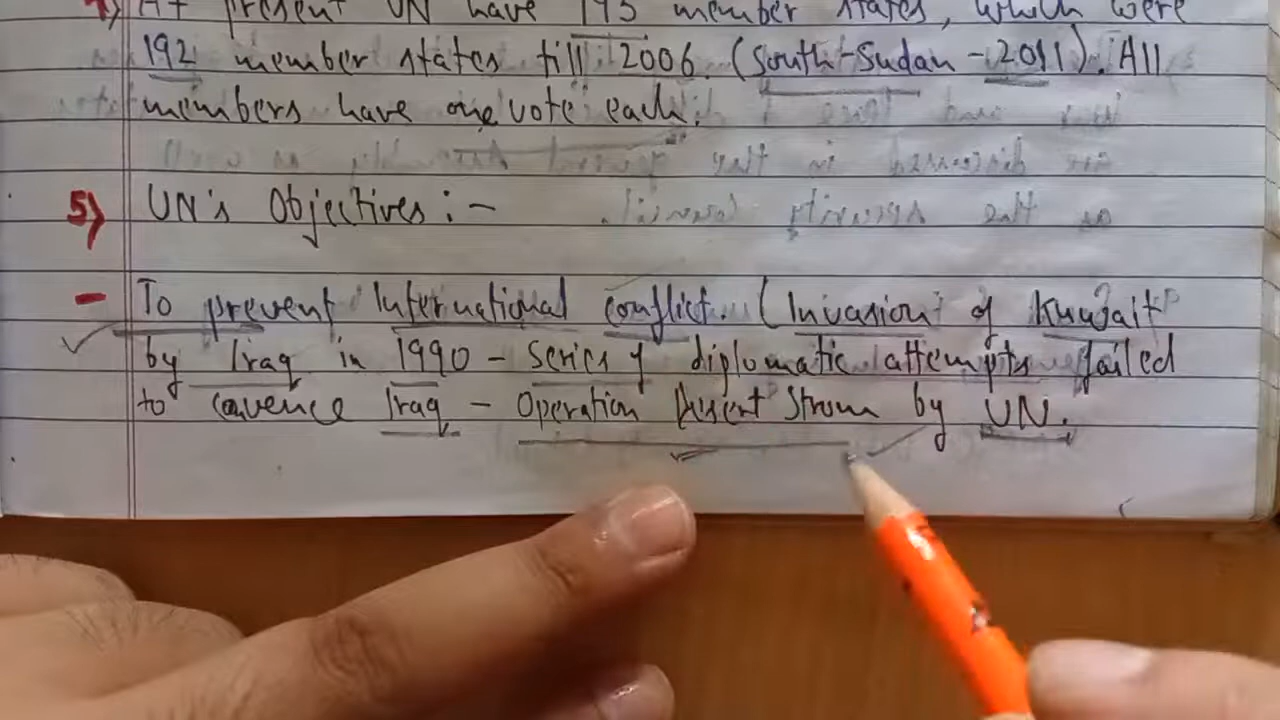 4) At present UN have 193 member states, which were
192 member states till 2006. (South-Sudan - 2011). All
members have one vote each.
5) UN's Objectives :-
- To prevent International conflict. (Invasion of Kuwait
by Iraq in 1990 - series of diplomatic attempts failed
to convence Iraq - Operation Desert Strom by UN.